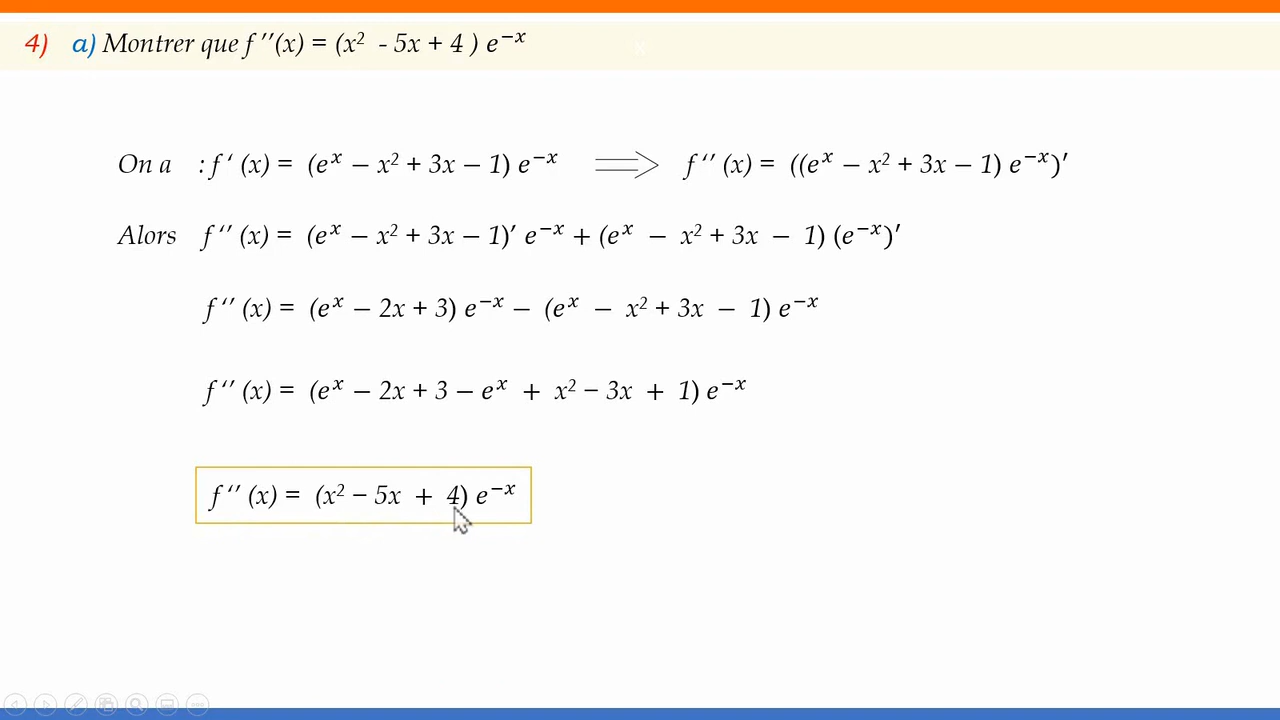 4) a) Montrer que f ’’(x) = (x² - 5x + 4 ) e⁻ˣ
On a : f ‘ (x) = (eˣ − x² + 3x − 1) e⁻ˣ ⟹ f ‘’ (x) = ((eˣ − x² + 3x − 1) e⁻ˣ)′
Alors f ‘’ (x) = (eˣ − x² + 3x − 1)′ e⁻ˣ + (eˣ − x² + 3x − 1) (e⁻ˣ)′
f ‘’ (x) = (eˣ − 2x + 3) e⁻ˣ − (eˣ − x² + 3x − 1) e⁻ˣ
f ‘’ (x) = (eˣ − 2x + 3 − eˣ + x² − 3x + 1) e⁻ˣ
f ‘’ (x) = (x² − 5x + 4) e⁻ˣ